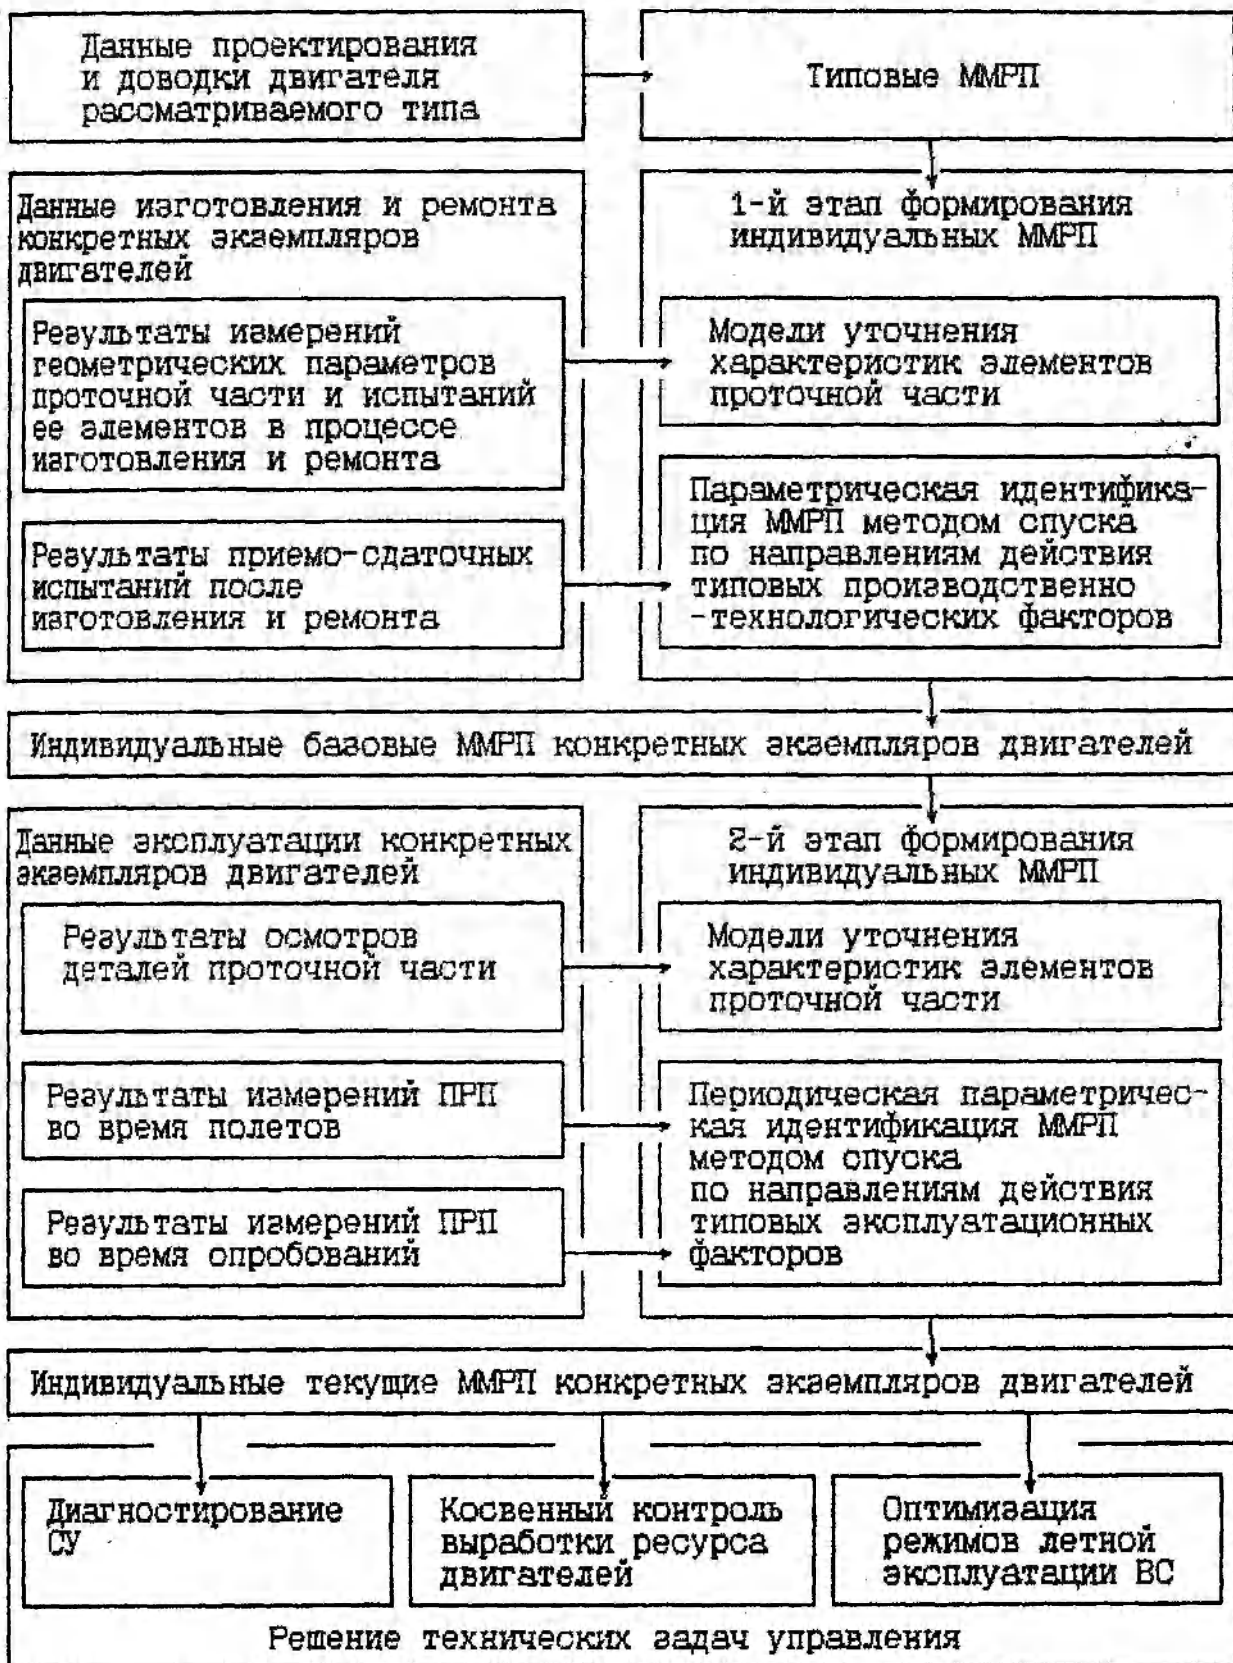 Данные проектирования
и доводки двигателя
рассматриваемого типа
Типовые ММРП
Данные изготовления и ремонта
конкретных экземпляров
двигателей
Результаты измерений
геометрических параметров
проточной части и испытаний
ее элементов в процессе
изготовления и ремонта
Результаты приемо-сдаточных
испытаний после
изготовления и ремонта
1-й этап формирования
индивидуальных ММРП
Модели уточнения
характеристик элементов
проточной части
Параметрическая идентифика-
ция ММРП методом спуска
по направлениям действия
типовых производственно
-технологических факторов
Индивидуальные базовые ММРП конкретных экземпляров двигателей
Данные эксплуатации конкретных
экземпляров двигателей
Результаты осмотров
деталей проточной части
Результаты измерений ПРП
во время полетов
Результаты измерений ПРП
во время опробований
2-й этап формирования
индивидуальных ММРП
Модели уточнения
характеристик элементов
проточной части
Периодическая параметричес-
кая идентификация ММРП
методом спуска
по направлениям действия
типовых эксплуатационных
факторов
Индивидуальные текущие ММРП конкретных экземпляров двигателей
Диагностирование
СУ
Косвенный контроль
выработки ресурса
двигателей
Оптимизация
режимов летной
эксплуатации ВС
Решение технических задач управления